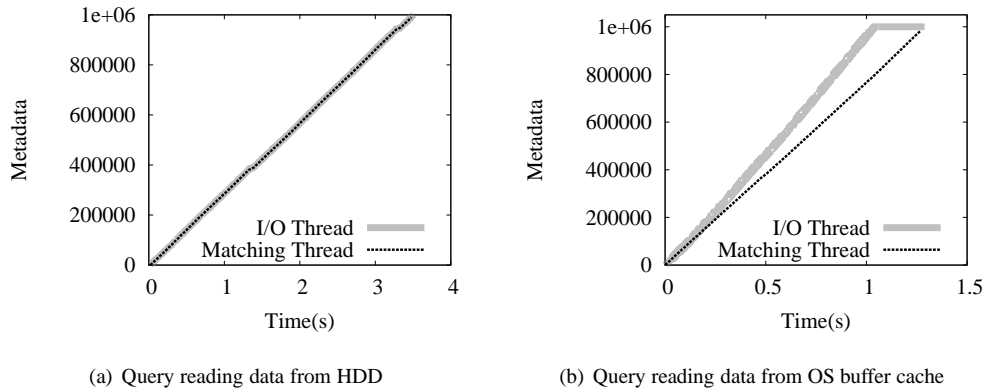 1e+06
800000
600000
400000
200000
0
Metadata
I/O Thread
Matching Thread
0 1 2 3 4
Time(s)
(a) Query reading data from HDD
1e+06
800000
600000
400000
200000
0
Metadata
I/O Thread
Matching Thread
0 0.5 1 1.5
Time(s)
(b) Query reading data from OS buffer cache